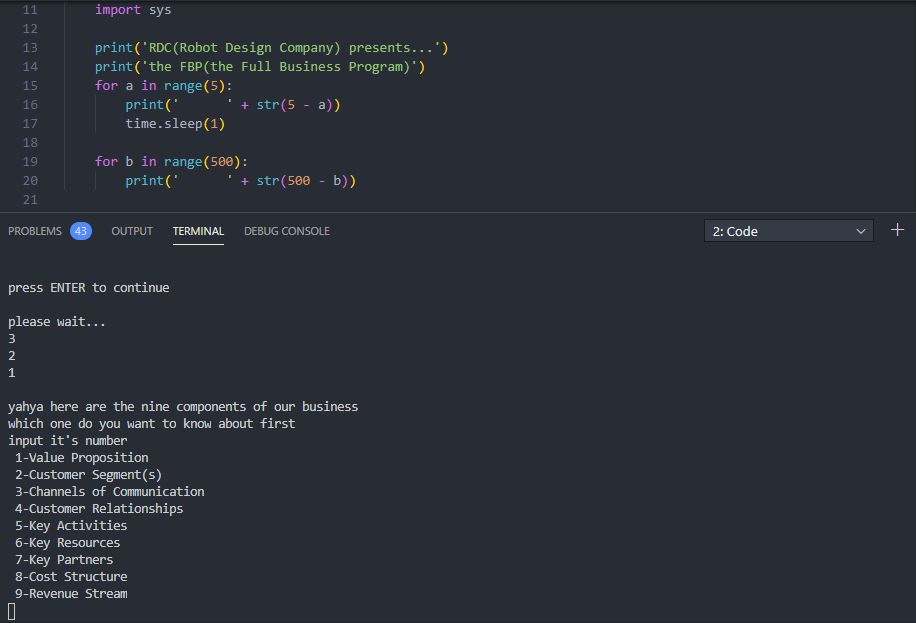 11 import sys
12
13 print('RDC(Robot Design Company) presents...')
14 print('the FBP(the Full Business Program)')
15 for a in range(5):
16     print('      ' + str(5 - a))
17     time.sleep(1)
18
19 for b in range(500):
20     print('      ' + str(500 - b))
21
PROBLEMS 43 OUTPUT TERMINAL DEBUG CONSOLE 2: Code
press ENTER to continue
please wait...
3
2
1
yahya here are the nine components of our business
which one do you want to know about first
input it's number
1-Value Proposition
2-Customer Segment(s)
3-Channels of Communication
4-Customer Relationships
5-Key Activities
6-Key Resources
7-Key Partners
8-Cost Structure
9-Revenue Stream